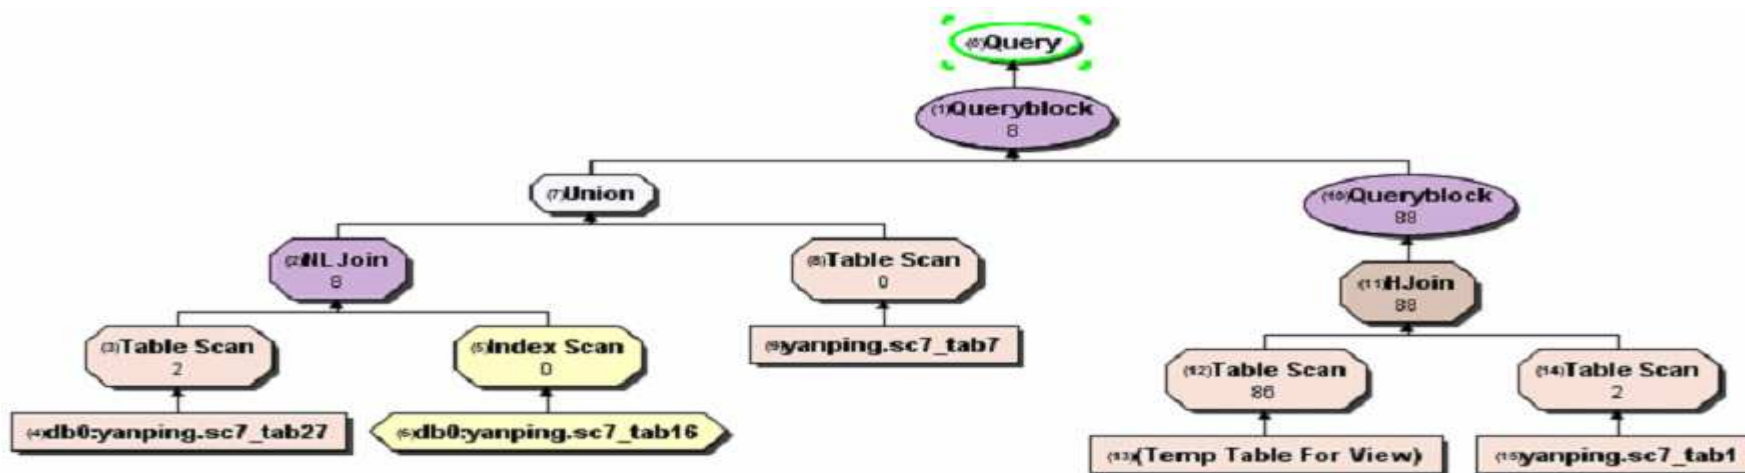 (0)Query
(1)Queryblock
8
(7)Union
(10)Queryblock
88
(2)NLJoin
8
(8)Table Scan
0
(11)HJoin
88
(3)Table Scan
2
(5)Index Scan
0
(9)yanping.sc7_tab7
(12)Table Scan
86
(14)Table Scan
2
(4)db0:yanping.sc7_tab27
(6)db0:yanping.sc7_tab16
(13)(Temp Table For View)
(15)yanping.sc7_tab1